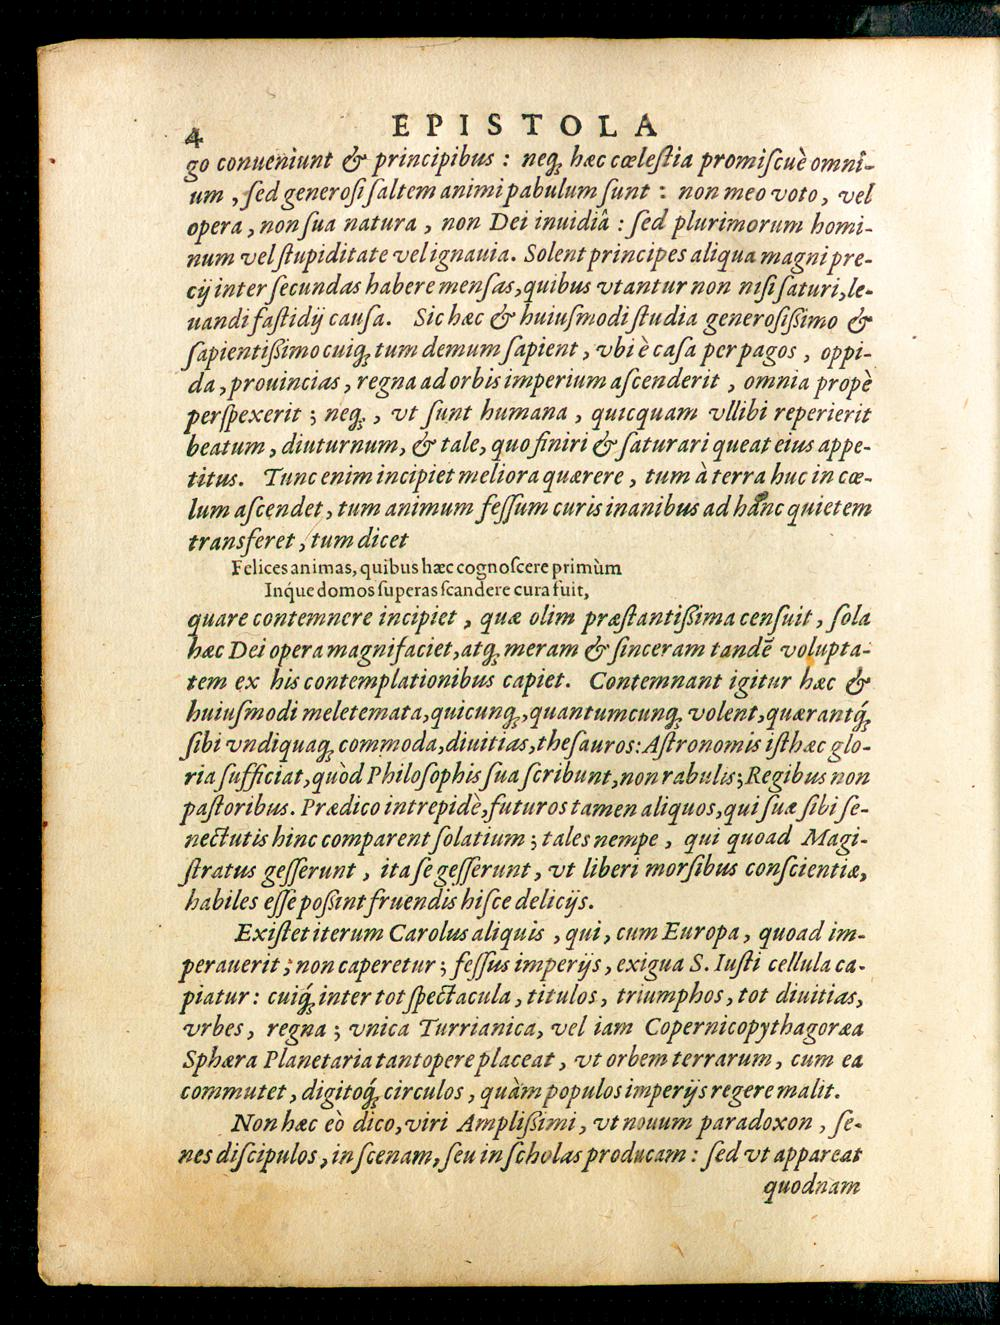 4 EPISTOLA
go conueniunt & principibus : neq; hæc cœleſtia promiſcuè omnî-
um , ſed generoſi ſaltem animi pabulum ſunt : non meo voto, vel
opera , non ſua natura , non Dei inuidiâ : ſed plurimorum homi-
num vel ſtupiditate vel ignauia. Solent principes aliqua magni pre-
cij inter ſecundas habere menſas, quibus vtantur non niſi ſaturi, le-
uandi faſtidij cauſa. Sic hæc & huiuſmodi ſtudia generoſiſſimo &
ſapientiſſimo cuiq; tum demum ſapient , vbi è caſa per pagos , oppi-
da , prouincias , regna ad orbis imperium aſcenderit , omnia propè
perſpexerit ; neq; , vt ſunt humana , quicquam vllibi reperierit
beatum , diuturnum, & tale, quo finiri & ſaturari queat eius appe-
titus. Tunc enim incipiet meliora quærere , tum à terra huc in cœ-
lum aſcendet, tum animum feſſum curis inanibus ad hanc quietem
transferet , tum dicet
Felices animas, quibus hæc cognoſcere primùm
Inq́ue domos ſuperas ſcandere cura fuit,
quare contemnere incipiet , quæ olim præſtantiſſima cenſuit, ſola
hæc Dei opera magnifaciet, atq; meram & ſinceram tandẽ volupta-
tem ex his contemplationibus capiet. Contemnant igitur hæc &
huiuſmodi meletemata, quicunq;, quantumcunq; volent, quærantq́;
ſibi vndiquaq; commoda, diuitias, theſauros: Aſtronomis iſthæc glo-
ria ſufficiat, quòd Philoſophis ſua ſcribunt, non rabulis; Regibus non
paſtoribus. Prædico intrepidè, futuros tamen aliquos, qui ſuæ ſibi ſe-
nectutis hinc comparent ſolatium ; tales nempe , qui quoad Magi-
ſtratus geſſerunt , ita ſe geſſerunt , vt liberi morſibus conſcientiæ,
habiles eſſe poſſint fruendis hiſce delicijs.
Exiſtet iterum Carolus aliquis , qui, cum Europa, quoad im-
perauerit ; non caperetur ; feſſus imperijs, exigua S. Iuſti cellula ca-
piatur : cuiq́; inter tot ſpectacula, titulos, triumphos, tot diuitias,
vrbes, regna ; vnica Turrianica, vel iam Copernicopythagoræa
Sphæra Planetaria tantopere placeat , vt orbem terrarum, cum ea
commutet, digitoq́; circulos , quàm populos imperijs regere malit.
Non hæc eò dico, viri Ampliſſimi, vt nouum paradoxon , ſe-
nes diſcipulos, in ſcenam, ſeu in ſcholas producam : ſed vt appareat
quodnam